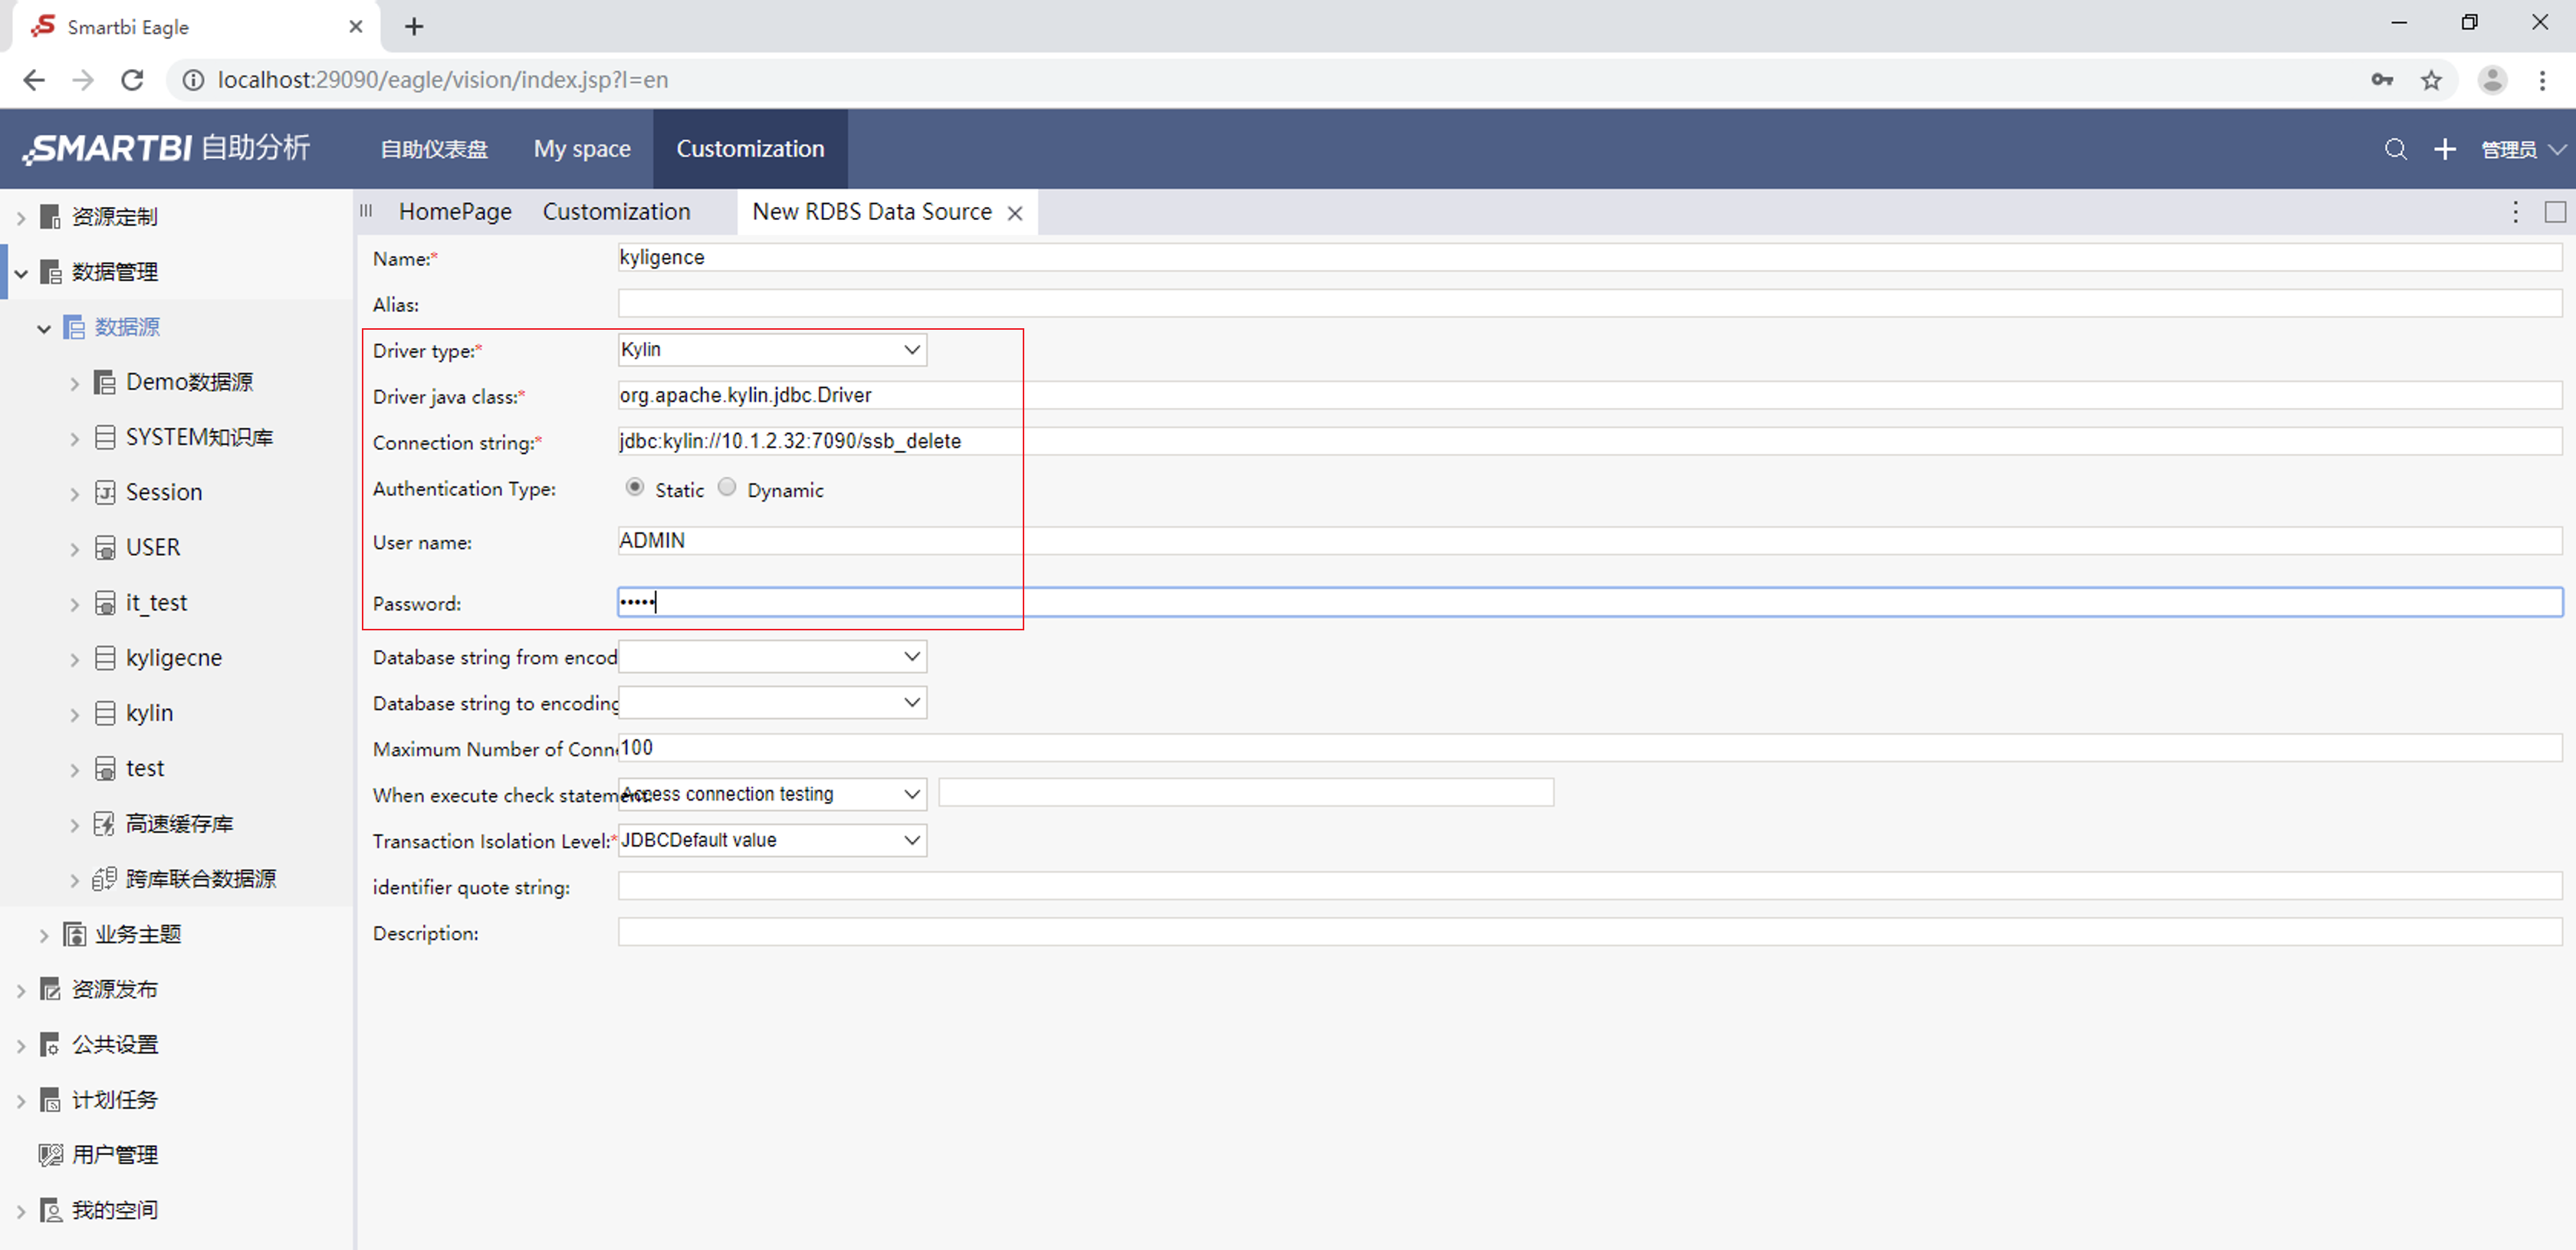 Smartbi Eagle
localhost:29090/eagle/vision/index.jsp?l=en
SMARTBI 自助分析 自助仪表盘 My space Customization 管理员
HomePage Customization New RDBS Data Source
资源定制
数据管理
数据源
Demo数据源
SYSTEM知识库
Session
USER
it_test
kyligecne
kylin
test
高速缓存库
跨库联合数据源
业务主题
资源发布
公共设置
计划任务
用户管理
我的空间
Name:* kyligence
Alias:
Driver type:* Kylin
Driver java class:* org.apache.kylin.jdbc.Driver
Connection string:* jdbc:kylin://10.1.2.32:7090/ssb_delete
Authentication Type: Static Dynamic
User name: ADMIN
Password: •••••
Database string from encod
Database string to encoding
Maximum Number of Conn 100
When execute check statement: Access connection testing
Transaction Isolation Level:* JDBCDefault value
identifier quote string:
Description: